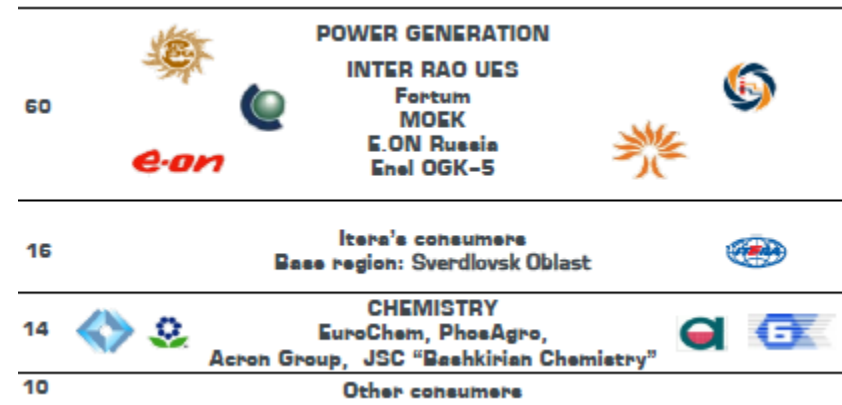 POWER GENERATION
INTER RAO UES
60
Fortum
MOEK
E.ON Russia
e·on
Enel OGK-5
16
Itera's consumers
Base region: Sverdlovsk Oblast
ITERA
14
CHEMISTRY
EuroChem, PhosAgro,
Acron Group, JSC "Bashkirian Chemistry"
10
Other consumers